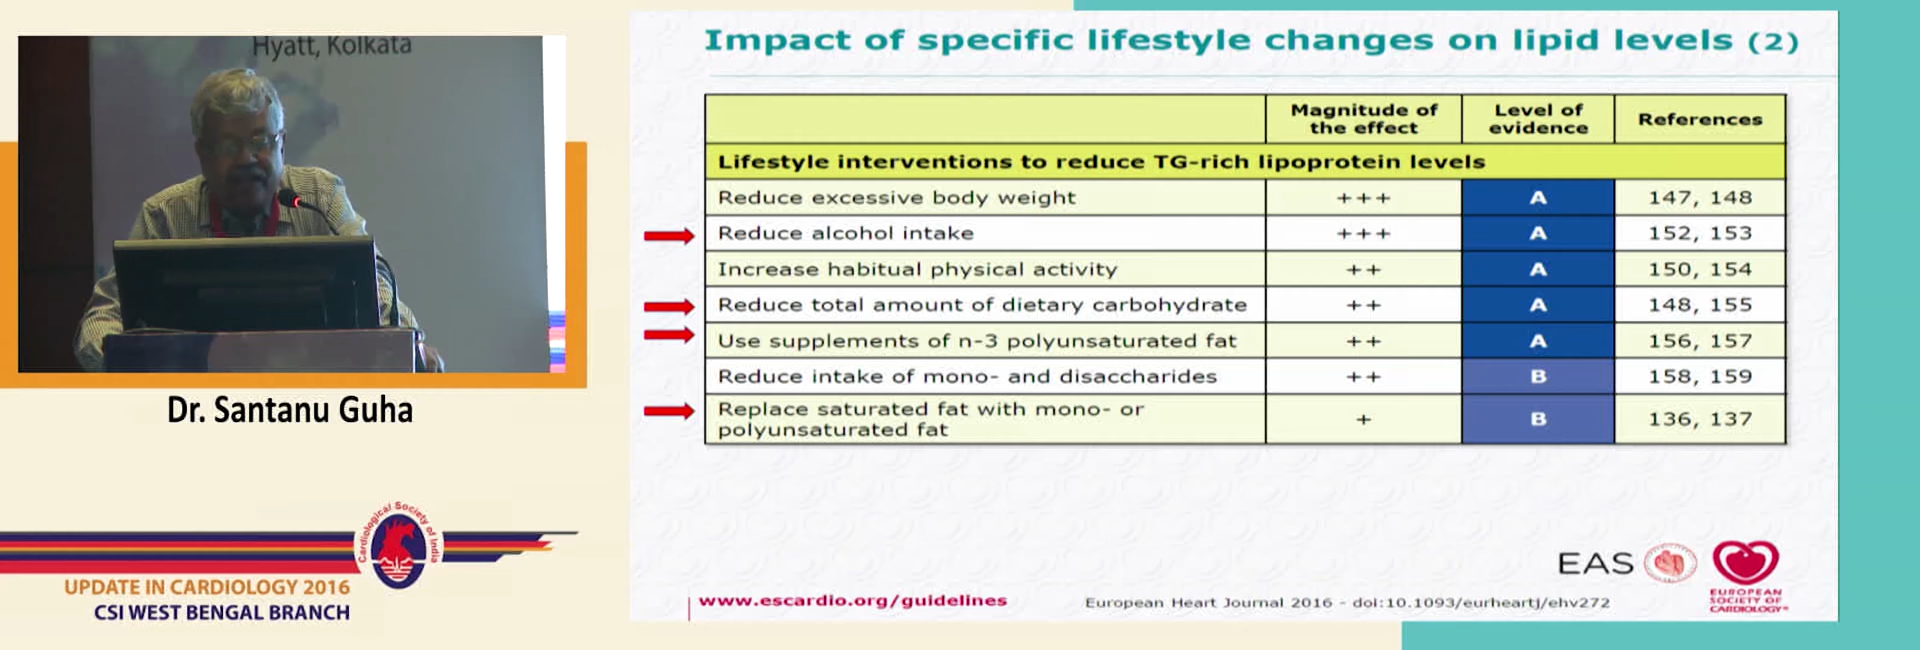 Hyatt, Kolkata
Dr. Santanu Guha
Cardiological Society of India
UPDATE IN CARDIOLOGY 2016
CSI WEST BENGAL BRANCH
Impact of specific lifestyle changes on lipid levels (2)
Magnitude of the effect | Level of evidence | References
Lifestyle interventions to reduce TG-rich lipoprotein levels
Reduce excessive body weight +++ A 147, 148
Reduce alcohol intake +++ A 152, 153
Increase habitual physical activity ++ A 150, 154
Reduce total amount of dietary carbohydrate ++ A 148, 155
Use supplements of n-3 polyunsaturated fat ++ A 156, 157
Reduce intake of mono- and disaccharides ++ B 158, 159
Replace saturated fat with mono- or
polyunsaturated fat + B 136, 137
EAS
EUROPEAN
SOCIETY OF
CARDIOLOGY®
www.escardio.org/guidelines
European Heart Journal 2016 - doi:10.1093/eurheartj/ehv272